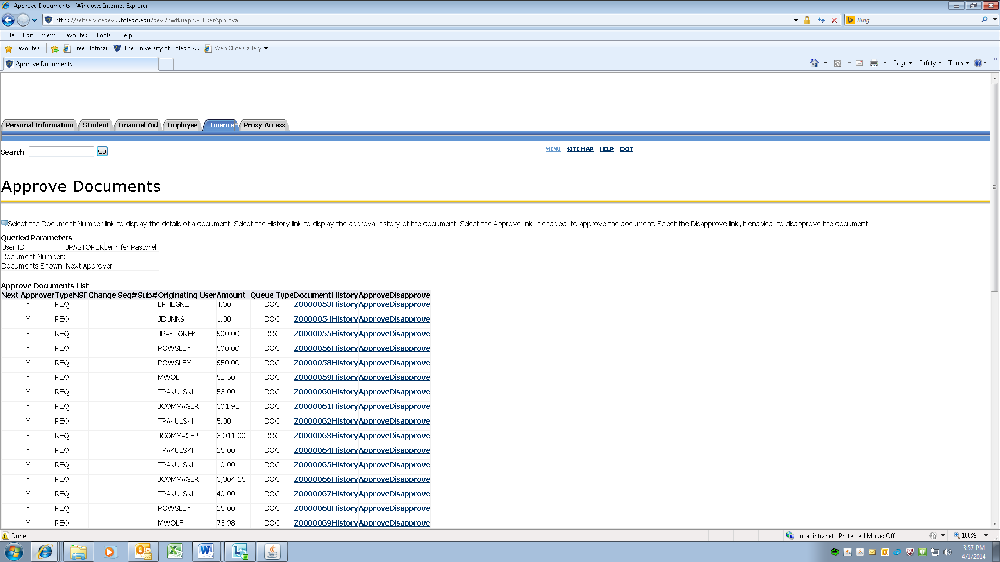 Approve Documents - Windows Internet Explorer
https://selfservicedevl.utoledo.edu/devl/bwfkuapp.P_UserApproval
Bing
File Edit View Favorites Tools Help
Favorites Free Hotmail The University of Toledo -... Web Slice Gallery
Approve Documents
Page Safety Tools
Personal Information Student Financial Aid Employee Finance Proxy Access
Search Go
MENU SITE MAP HELP EXIT
Approve Documents
Select the Document Number link to display the details of a document. Select the History link to display the approval history of the document. Select the Approve link, if enabled, to approve the document. Select the Disapprove link, if enabled, to disapprove the document.
Queried Parameters
User ID JPASTOREKJennifer Pastorek
Document Number:
Documents Shown: Next Approver
Approve Documents List
Next Approver Type NSF Change Seq# Sub# Originating User Amount Queue Type Document History Approve Disapprove
Y REQ LRHEGNE 4.00 DOC Z0000053 History Approve Disapprove
Y REQ JDUNN9 1.00 DOC Z0000054 History Approve Disapprove
Y REQ JPASTOREK 600.00 DOC Z0000055 History Approve Disapprove
Y REQ POWSLEY 500.00 DOC Z0000056 History Approve Disapprove
Y REQ POWSLEY 650.00 DOC Z0000058 History Approve Disapprove
Y REQ MWOLF 58.50 DOC Z0000059 History Approve Disapprove
Y REQ TPAKULSKI 53.00 DOC Z0000060 History Approve Disapprove
Y REQ JCOMMAGER 301.95 DOC Z0000061 History Approve Disapprove
Y REQ TPAKULSKI 5.00 DOC Z0000062 History Approve Disapprove
Y REQ JCOMMAGER 3,011.00 DOC Z0000063 History Approve Disapprove
Y REQ TPAKULSKI 25.00 DOC Z0000064 History Approve Disapprove
Y REQ TPAKULSKI 10.00 DOC Z0000065 History Approve Disapprove
Y REQ JCOMMAGER 3,304.25 DOC Z0000066 History Approve Disapprove
Y REQ TPAKULSKI 40.00 DOC Z0000067 History Approve Disapprove
Y REQ POWSLEY 25.00 DOC Z0000068 History Approve Disapprove
Y REQ MWOLF 73.98 DOC Z0000069 History Approve Disapprove
Done
Local intranet | Protected Mode: Off
100%
3:57 PM
4/1/2014